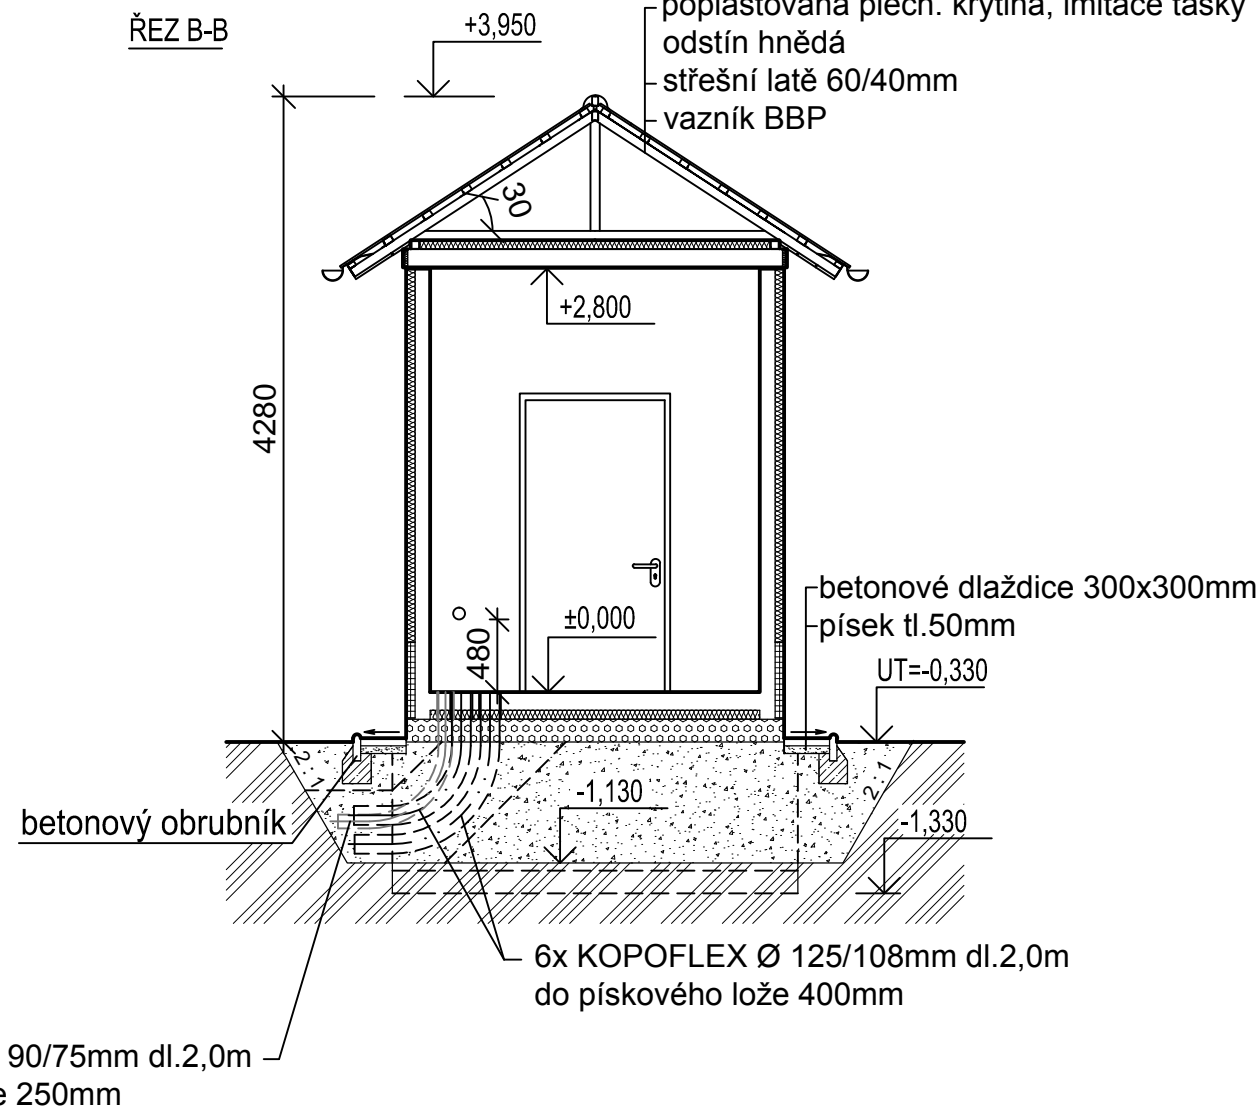 ŘEZ B-B
+3,950
poplastovaná plech. krytina, imitace tašky
odstín hnědá
střešní latě 60/40mm
vazník BBP
30
+2,800
4280
480
±0,000
betonové dlaždice 300x300mm
písek tl.50mm
UT=-0,330
2 : 1
2 : 1
-1,130
-1,330
betonový obrubník
6x KOPOFLEX Ø 125/108mm dl.2,0m
do pískového lože 400mm
90/75mm dl.2,0m
250mm